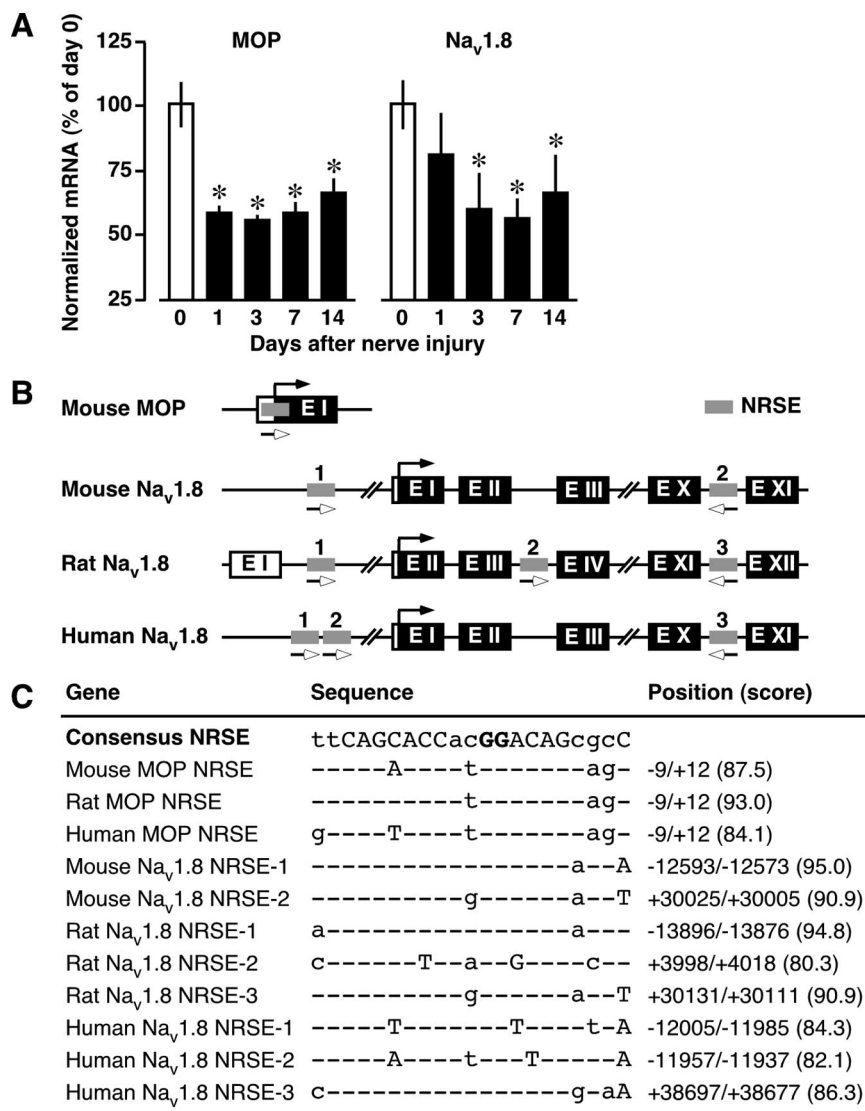 A
MOP
Nav1.8
Normalized mRNA (% of day 0)
125
100
75
50
25
* * * *
* * *
0 1 3 7 14
0 1 3 7 14
Days after nerve injury
B
Mouse MOP
E I
NRSE
Mouse Nav1.8
1
E I
E II
E III
E X
2
E XI
Rat Nav1.8
E I
1
E II
E III
2
E IV
E XI
3
E XII
Human Nav1.8
1 2
E I
E II
E III
E X
3
E XI
C
Gene Sequence Position (score)
Consensus NRSE ttCAGCACCacGGACAGcgcC
Mouse MOP NRSE -----A----t-------ag- -9/+12 (87.5)
Rat MOP NRSE ----------t-------ag- -9/+12 (93.0)
Human MOP NRSE g----T----t-------ag- -9/+12 (84.1)
Mouse Nav1.8 NRSE-1 -----------------a--A -12593/-12573 (95.0)
Mouse Nav1.8 NRSE-2 ----------g------a--T +30025/+30005 (90.9)
Rat Nav1.8 NRSE-1 a----------------a--- -13896/-13876 (94.8)
Rat Nav1.8 NRSE-2 c------T--a--G----c-- +3998/+4018 (80.3)
Rat Nav1.8 NRSE-3 ----------g------a--T +30131/+30111 (90.9)
Human Nav1.8 NRSE-1 -----T-------T----t-A -12005/-11985 (84.3)
Human Nav1.8 NRSE-2 -----A----t---T-----A -11957/-11937 (82.1)
Human Nav1.8 NRSE-3 c----------------g-aA +38697/+38677 (86.3)